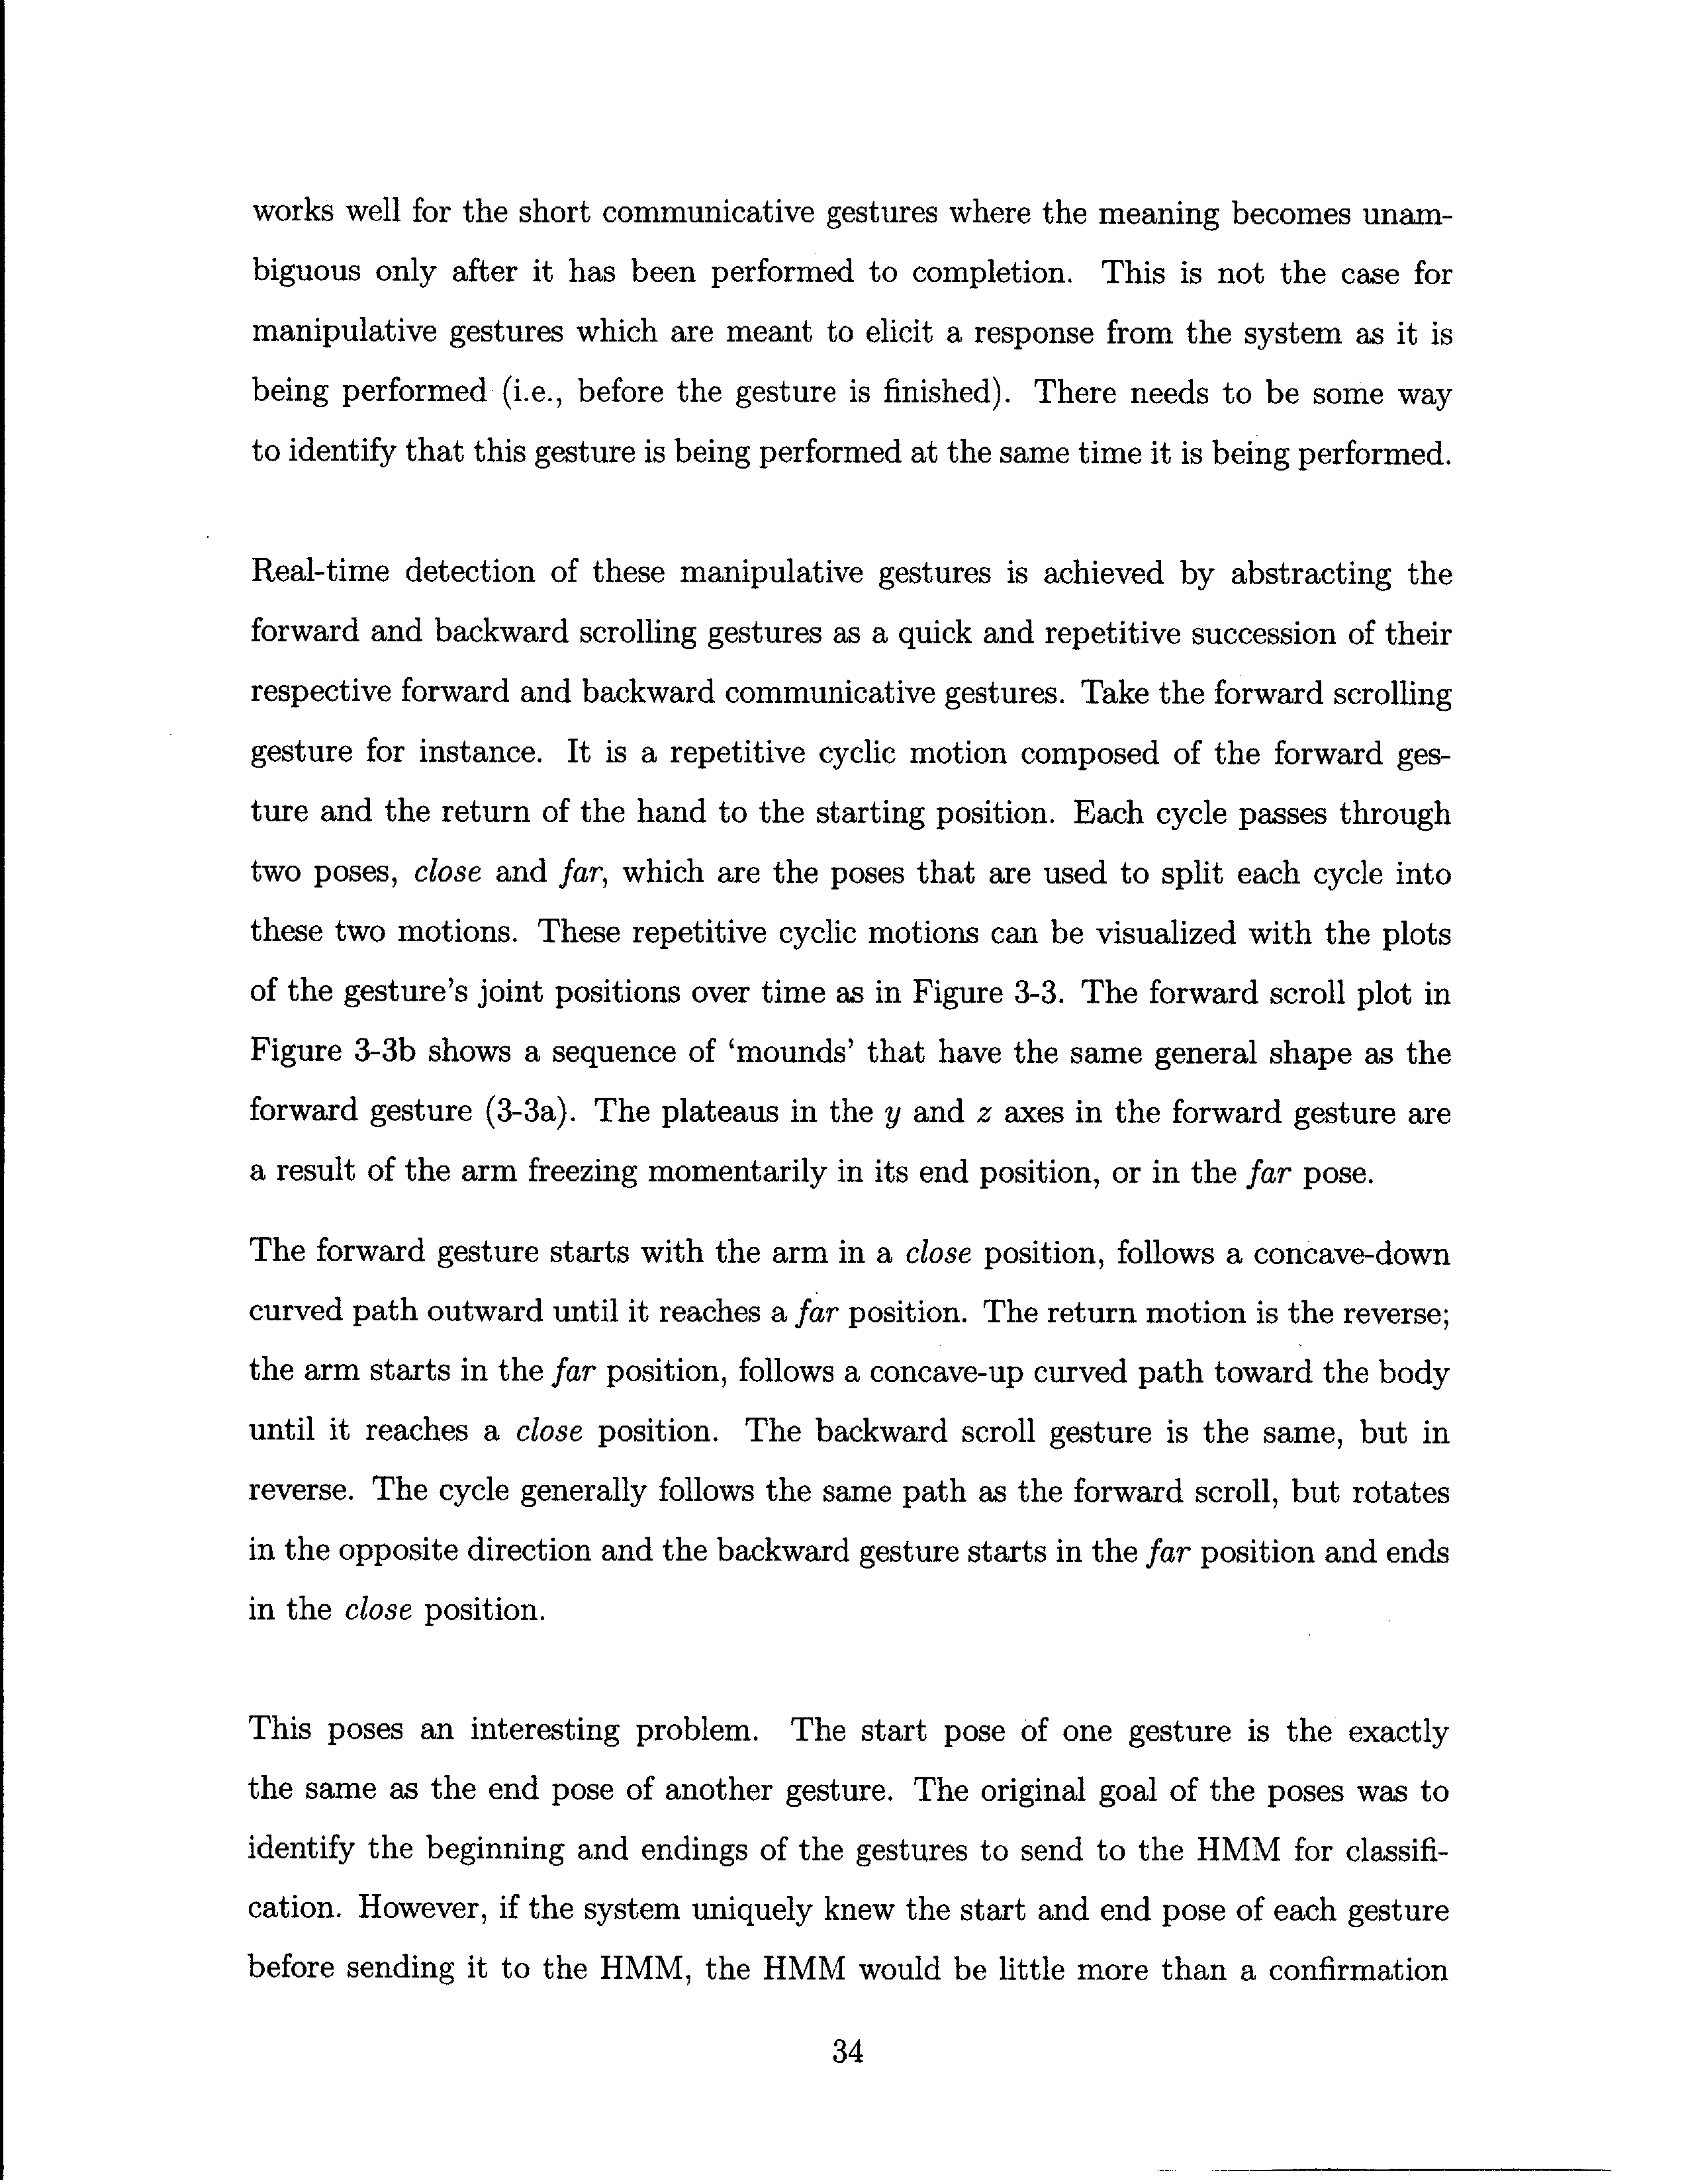 works well for the short communicative gestures where the meaning becomes unam-
biguous only after it has been performed to completion. This is not the case for
manipulative gestures which are meant to elicit a response from the system as it is
being performed (i.e., before the gesture is finished). There needs to be some way
to identify that this gesture is being performed at the same time it is being performed.
Real-time detection of these manipulative gestures is achieved by abstracting the
forward and backward scrolling gestures as a quick and repetitive succession of their
respective forward and backward communicative gestures. Take the forward scrolling
gesture for instance. It is a repetitive cyclic motion composed of the forward ges-
ture and the return of the hand to the starting position. Each cycle passes through
two poses, close and far, which are the poses that are used to split each cycle into
these two motions. These repetitive cyclic motions can be visualized with the plots
of the gesture's joint positions over time as in Figure 3-3. The forward scroll plot in
Figure 3-3b shows a sequence of ‘mounds’ that have the same general shape as the
forward gesture (3-3a). The plateaus in the y and z axes in the forward gesture are
a result of the arm freezing momentarily in its end position, or in the far pose.
The forward gesture starts with the arm in a close position, follows a concave-down
curved path outward until it reaches a far position. The return motion is the reverse;
the arm starts in the far position, follows a concave-up curved path toward the body
until it reaches a close position. The backward scroll gesture is the same, but in
reverse. The cycle generally follows the same path as the forward scroll, but rotates
in the opposite direction and the backward gesture starts in the far position and ends
in the close position.
This poses an interesting problem. The start pose of one gesture is the exactly
the same as the end pose of another gesture. The original goal of the poses was to
identify the beginning and endings of the gestures to send to the HMM for classifi-
cation. However, if the system uniquely knew the start and end pose of each gesture
before sending it to the HMM, the HMM would be little more than a confirmation
34